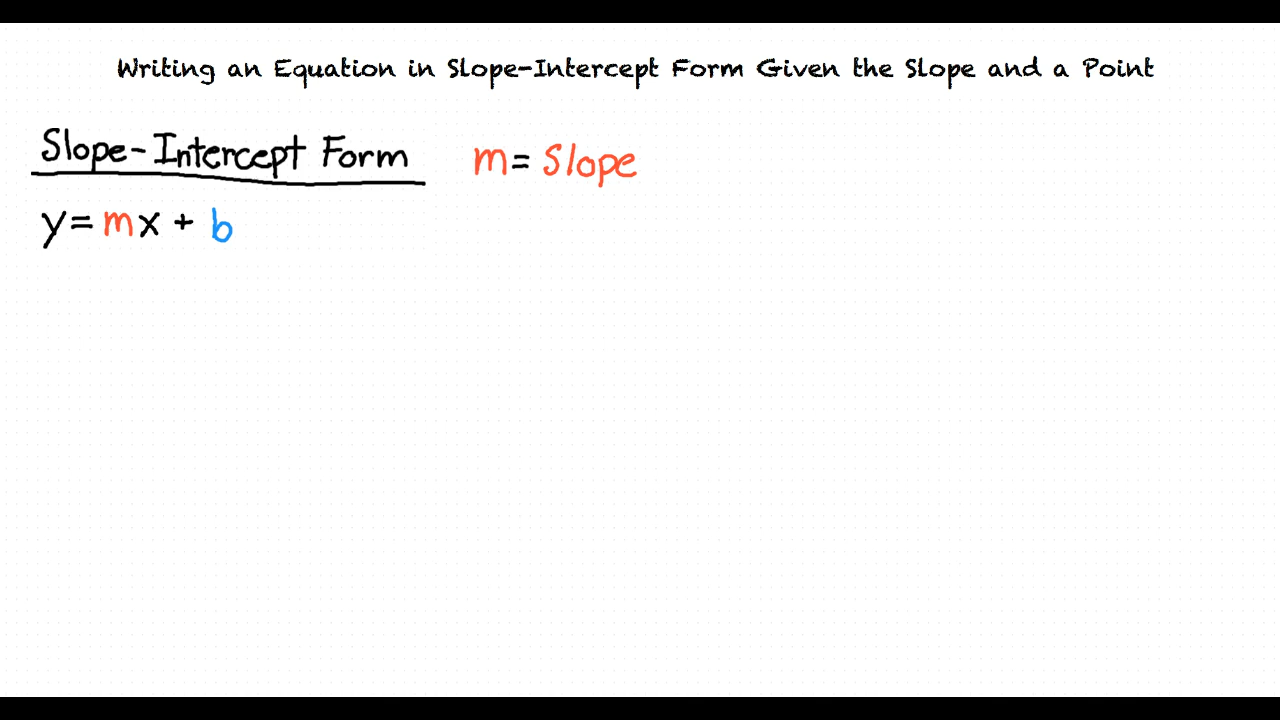 Writing an Equation in Slope-Intercept Form Given the Slope and a Point
Slope-Intercept Form
m = Slope
y = mx + b